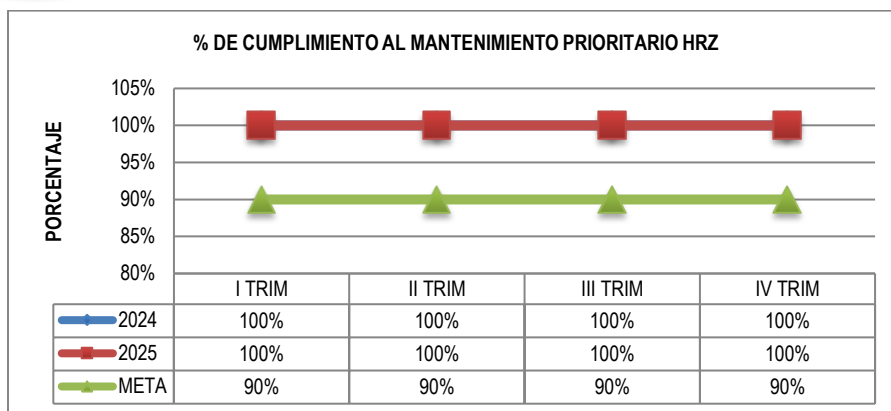 % DE CUMPLIMIENTO AL MANTENIMIENTO PRIORITARIO HRZ
PORCENTAJE
105%
100%
95%
90%
85%
80%
I TRIM II TRIM III TRIM IV TRIM
2024 100% 100% 100% 100%
2025 100% 100% 100% 100%
META 90% 90% 90% 90%